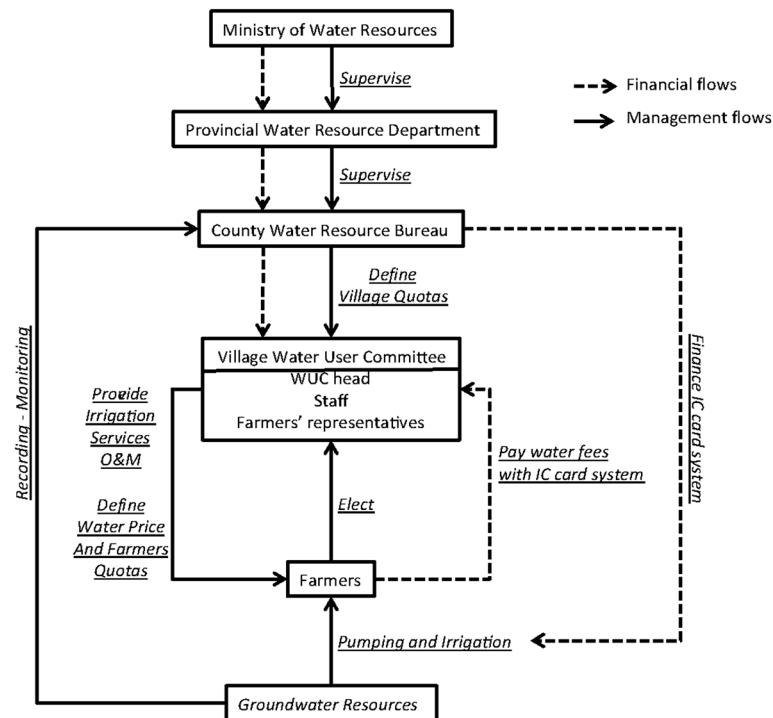 Ministry of Water Resources
Supervise
Financial flows
Management flows
Provincial Water Resource Department
Supervise
County Water Resource Bureau
Define
Village Quotas
Village Water User Committee
WUC head
Staff
Farmers' representatives
Provide
Irrigation
Services
O&M
Define
Water Price
And Farmers
Quotas
Elect
Pay water fees
with IC card system
Finance IC card system
Recording - Monitoring
Farmers
Pumping and Irrigation
Groundwater Resources